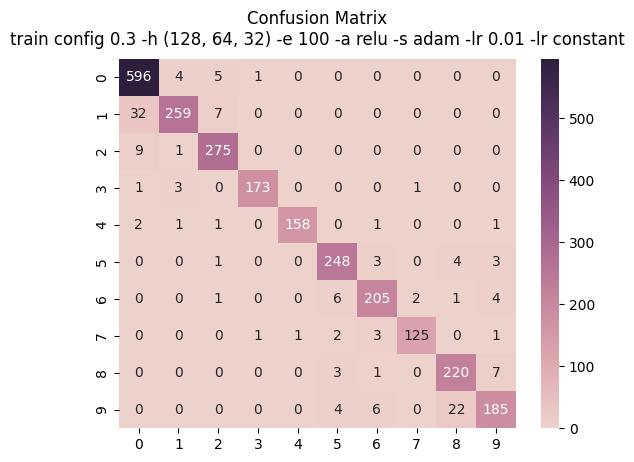 Confusion Matrix
train config 0.3 -h (128, 64, 32) -e 100 -a relu -s adam -lr 0.01 -lr constant
0 596 4 5 1 0 0 0 0 0 0
1 32 259 7 0 0 0 0 0 0 0
2 9 1 275 0 0 0 0 0 0 0
3 1 3 0 173 0 0 0 1 0 0
4 2 1 1 0 158 0 1 0 0 1
5 0 0 1 0 0 248 3 0 4 3
6 0 0 1 0 0 6 205 2 1 4
7 0 0 0 1 1 2 3 125 0 1
8 0 0 0 0 0 3 1 0 220 7
9 0 0 0 0 0 4 6 0 22 185
0 1 2 3 4 5 6 7 8 9
500
400
300
200
100
0